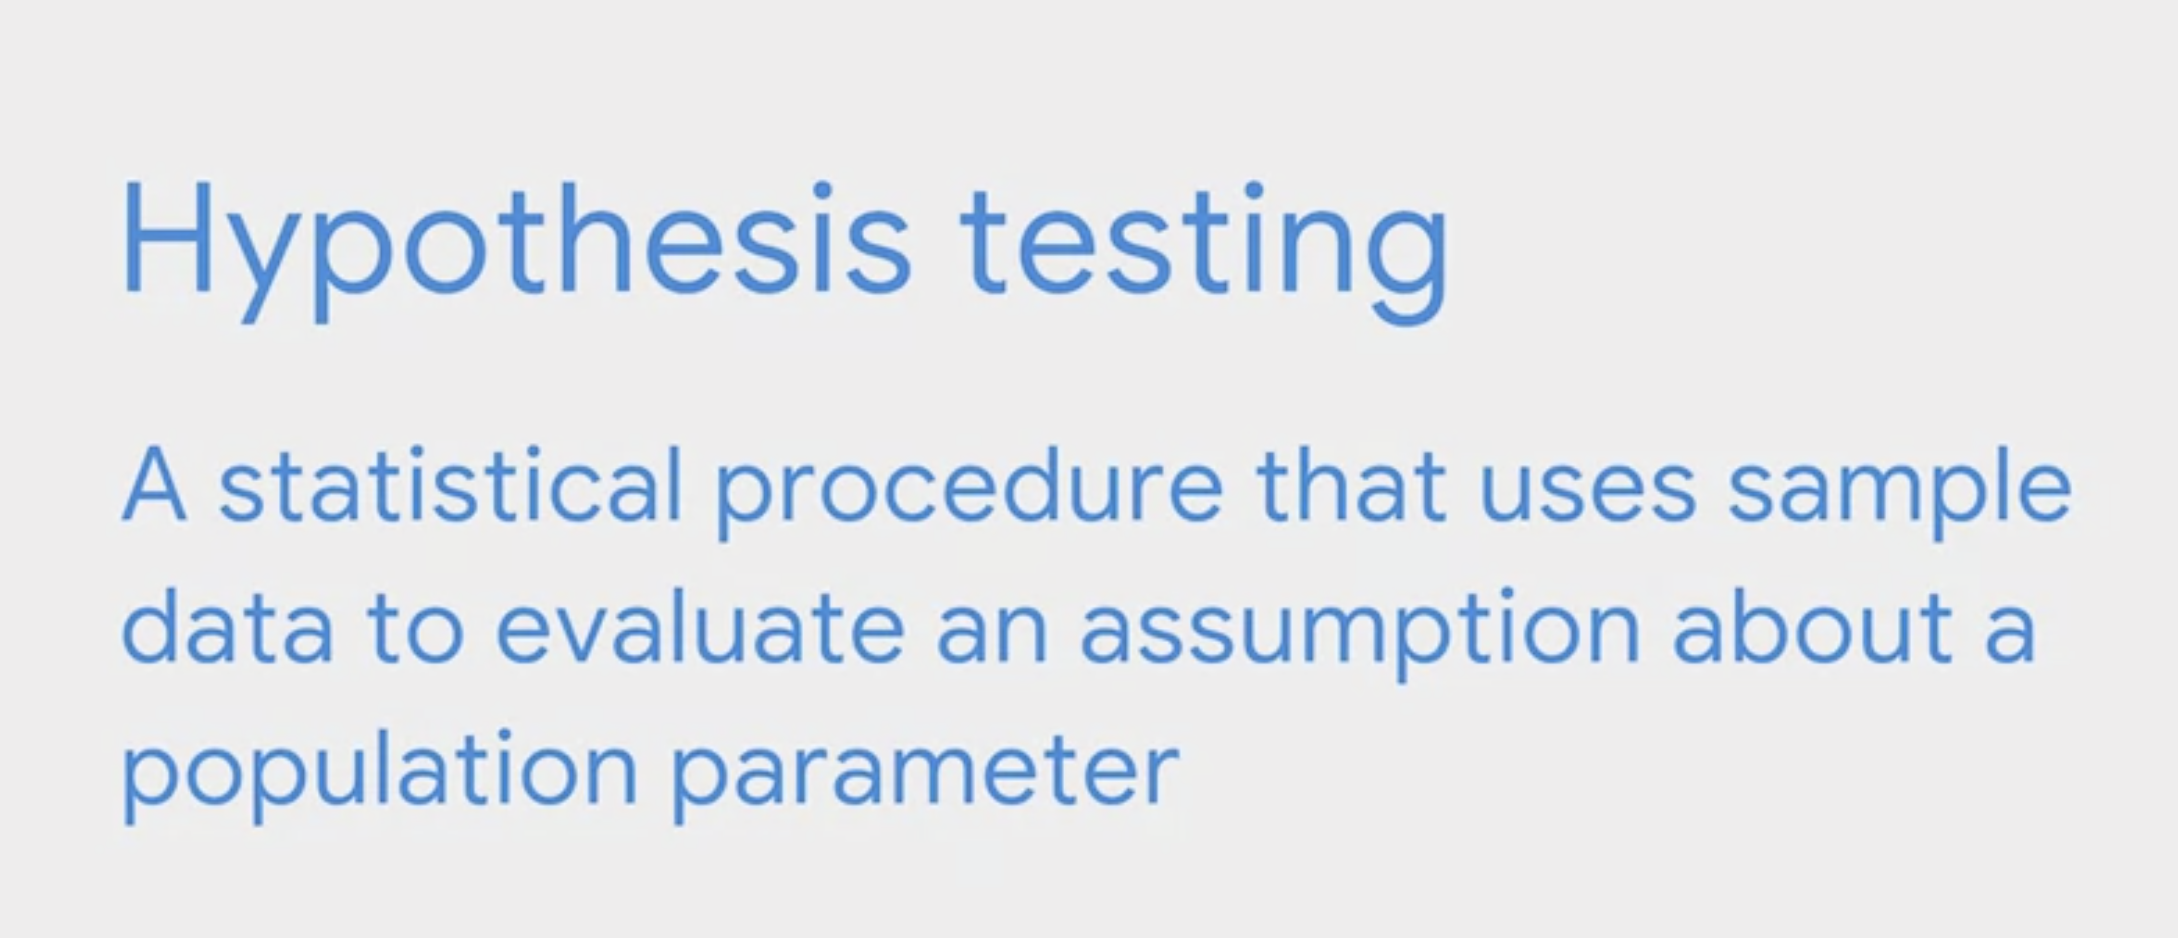 Hypothesis testing
A statistical procedure that uses sample
data to evaluate an assumption about a
population parameter